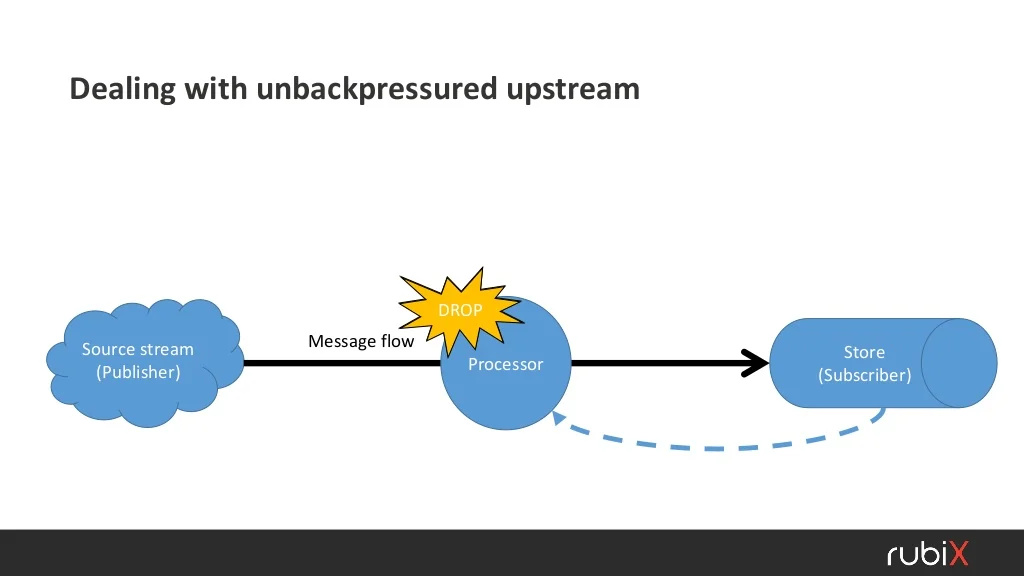 Dealing with unbackpressured upstream
DROP
Message flow
Source stream
(Publisher)
Processor
Store
(Subscriber)
rubiX